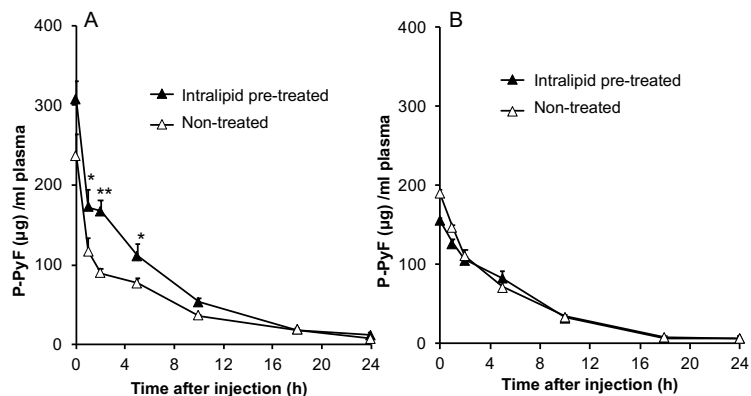 A
400
300
200
100
0
P-PyF (µg) /ml plasma
Intralipid pre-treated
Non-treated
*
**
*
0 4 8 12 16 20 24
Time after injection (h)
B
400
300
200
100
0
P-PyF (µg) /ml plasma
Intralipid pre-treated
Non-treated
0 4 8 12 16 20 24
Time after injection (h)